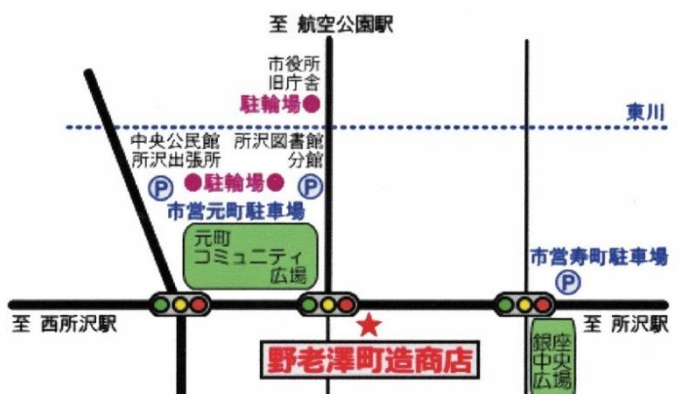 至 航空公園駅
市役所
旧庁舎
駐輪場●
東川
中央公民館
所沢出張所
所沢図書館
分館
P
●駐輪場●
P
市営元町駐車場
元町
コミュニティ
広場
市営寿町駐車場
P
至 西所沢駅
至 所沢駅
★
野老澤町造商店
銀座
中央
広場